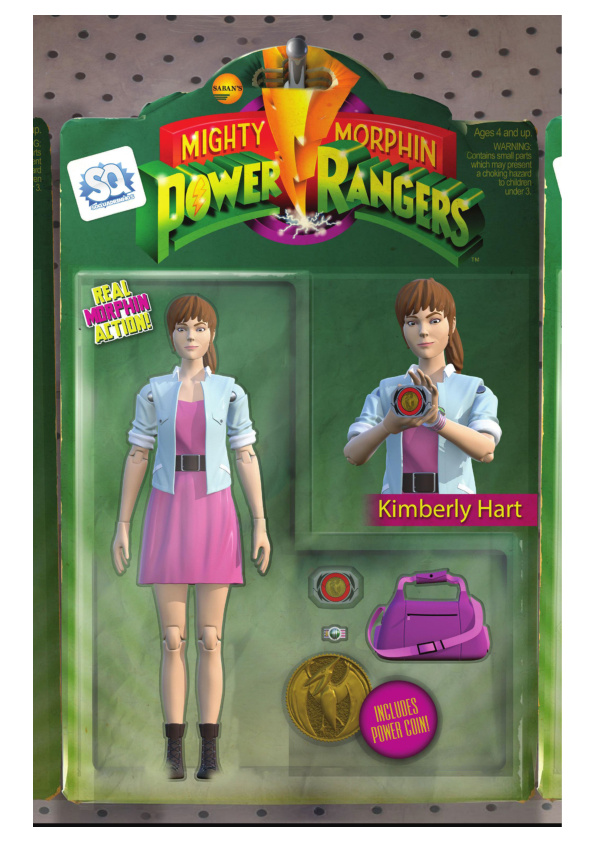 SABAN'S
MIGHTY MORPHIN
POWER RANGERS
TM
Ages 4 and up.
WARNING:
Contains small parts
which may present
a choking hazard
to children
under 3.
SQ
REAL
MORPHIN
ACTION!
Kimberly Hart
INCLUDES
POWER COIN!